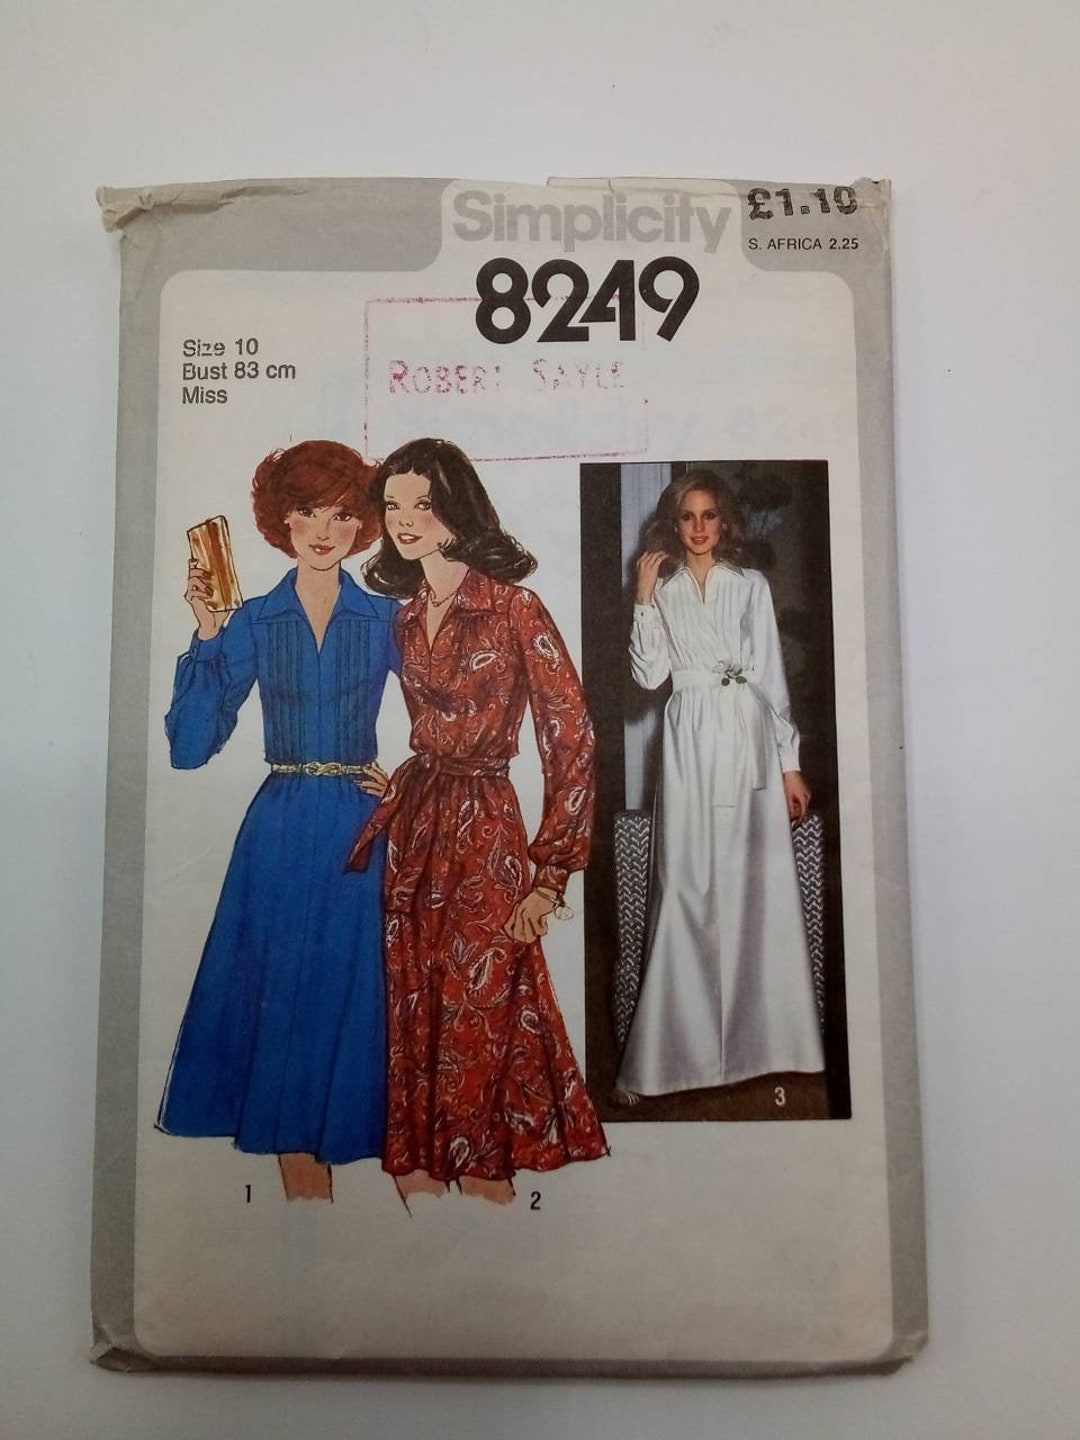 Simplicity
£1.10
S. AFRICA 2.25
8249
Size 10
Bust 83 cm
Miss
ROBERT SAYLE
1
2
3